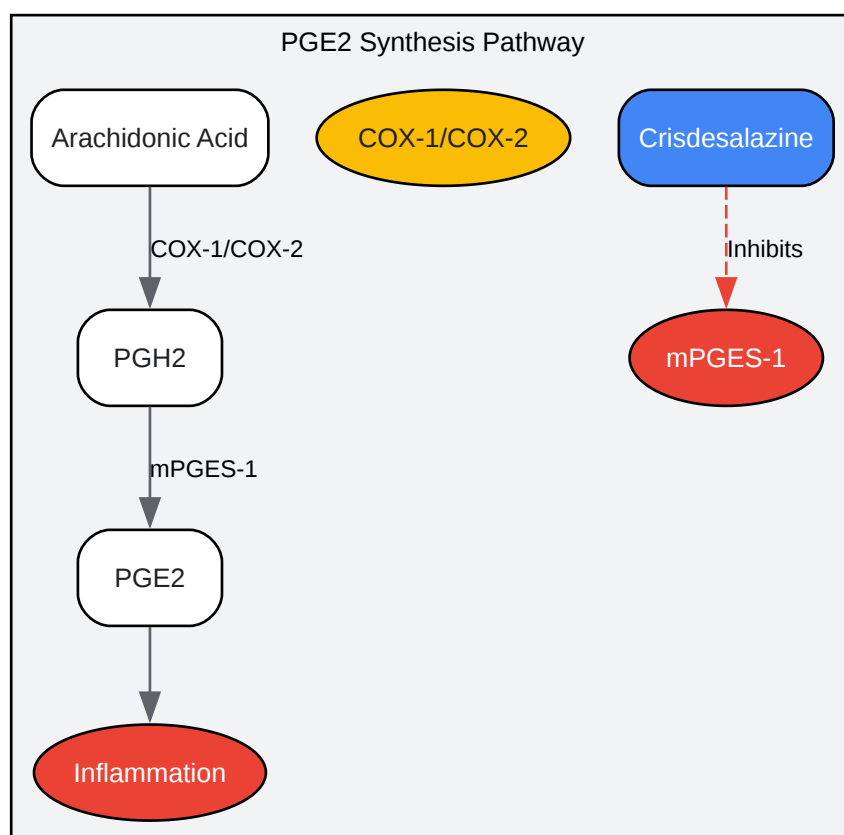 PGE2 Synthesis Pathway
Arachidonic Acid
COX-1/COX-2
Crisdesalazine
COX-1/COX-2
Inhibits
PGH2
mPGES-1
mPGES-1
PGE2
Inflammation